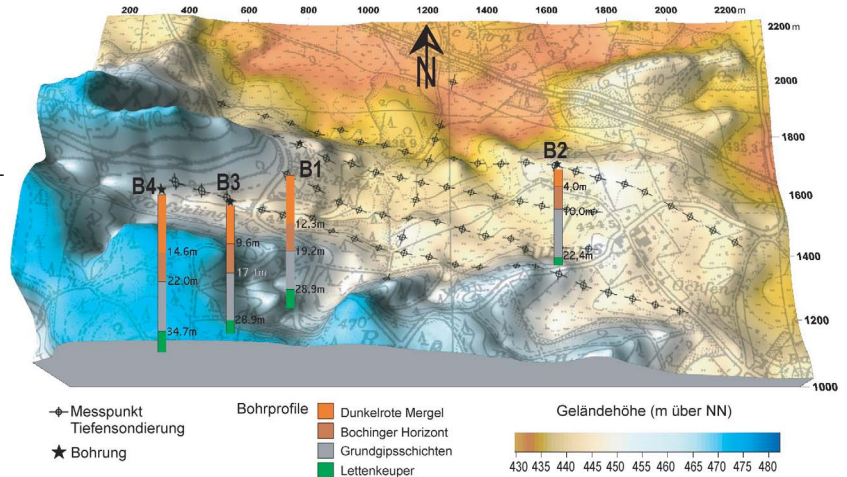 200 400 600 800 1000 1200 1400 1600 1800 2000 2200 m
2200 m
2000
1800
1600
1400
1200
1000
N
B4
B3
B1
B2
14.6m
22.0m
34.7m
9.6m
17.1m
28.9m
12.3m
19.2m
28.9m
4,0m
10,0m
22,4m
435.1
470
Messpunkt
Tiefensondierung
Bohrung
Bohrprofile
Dunkelrote Mergel
Bochinger Horizont
Grundgipsschichten
Lettenkeuper
Geländehöhe (m über NN)
430 435 440 445 450 455 460 465 470 475 480